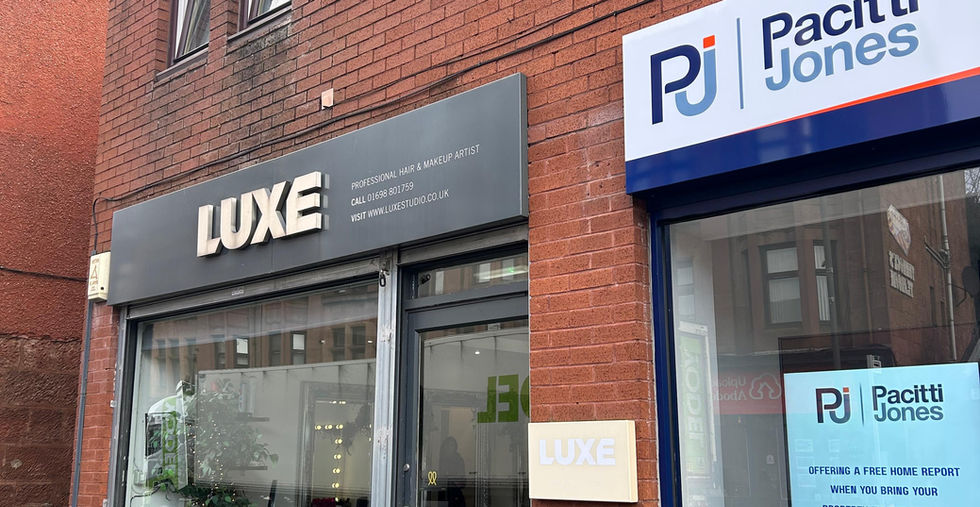 LUXE
PROFESSIONAL HAIR & MAKEUP ARTIST
CALL 01698 801759
VISIT WWW.LUXESTUDIO.CO.UK
PJ
Pacitti
Jones
LUXE
PJ
Pacitti
Jones
OFFERING A FREE HOME REPORT
WHEN YOU BRING YOUR